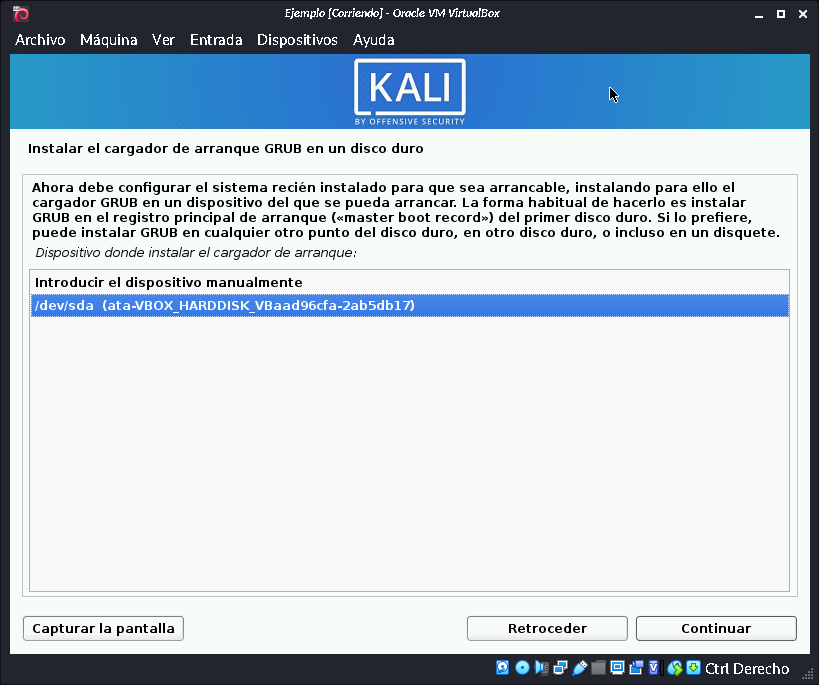 Ejemplo [Corriendo] - Oracle VM VirtualBox
Archivo Máquina Ver Entrada Dispositivos Ayuda
KALI
BY OFFENSIVE SECURITY
Instalar el cargador de arranque GRUB en un disco duro
Ahora debe configurar el sistema recién instalado para que sea arrancable, instalando para ello el
cargador GRUB en un dispositivo del que se pueda arrancar. La forma habitual de hacerlo es instalar
GRUB en el registro principal de arranque («master boot record») del primer disco duro. Si lo prefiere,
puede instalar GRUB en cualquier otro punto del disco duro, en otro disco duro, o incluso en un disquete.
Dispositivo donde instalar el cargador de arranque:
Introducir el dispositivo manualmente
/dev/sda (ata-VBOX_HARDDISK_VBaad96cfa-2ab5db17)
Capturar la pantalla Retroceder Continuar
Ctrl Derecho